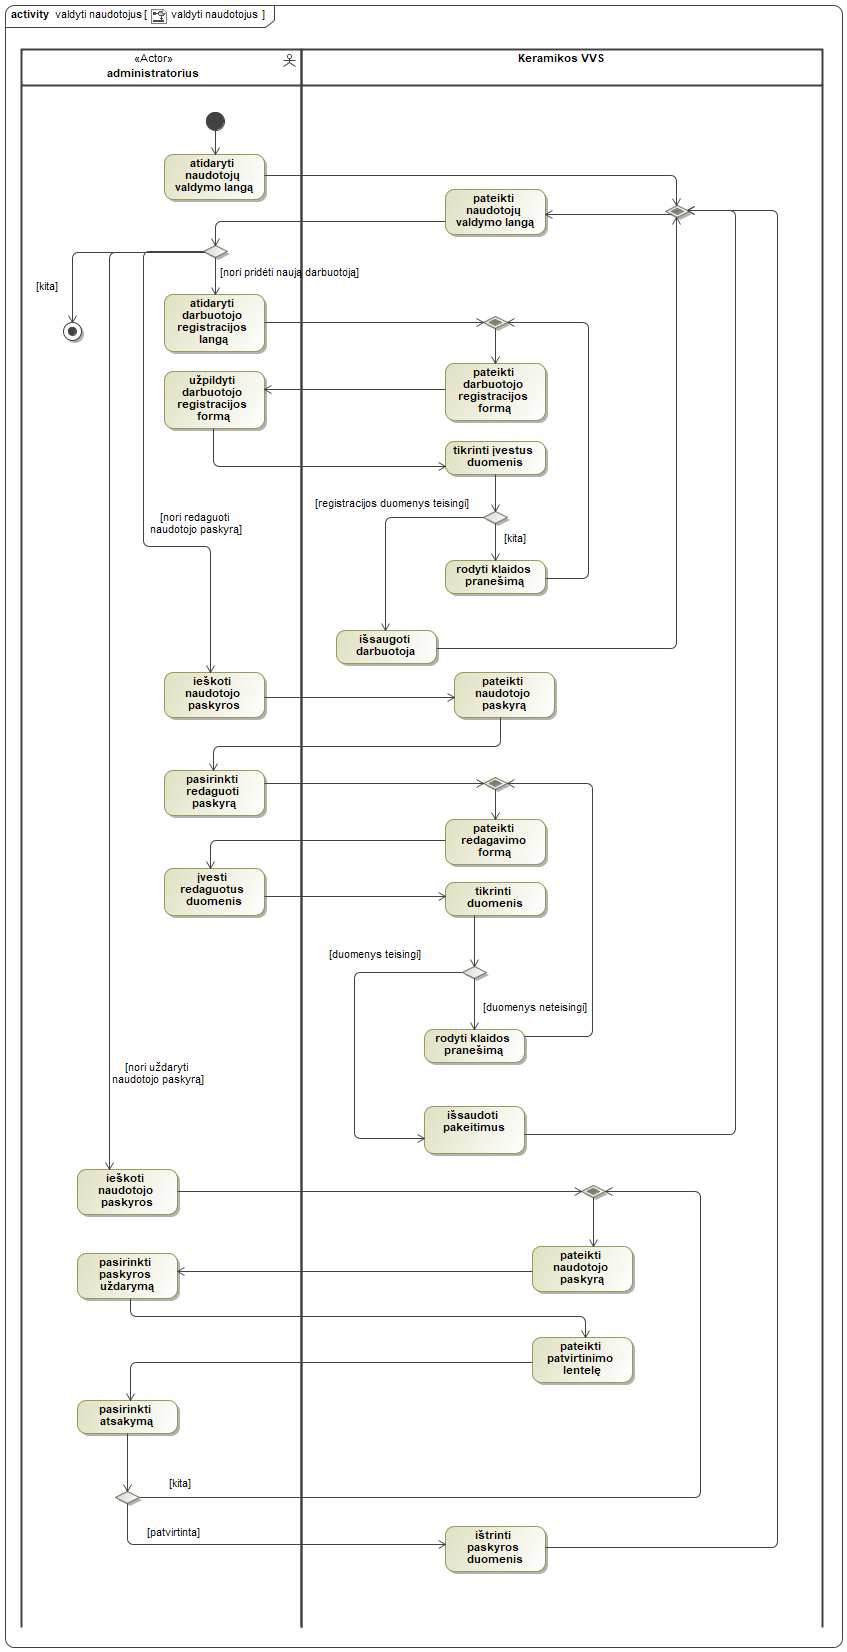 activity valdyti naudotojus [ valdyti naudotojus ]
«Actor»
administratorius
Keramikos VVS
atidaryti
naudotojų
valdymo langą
pateikti
naudotojų
valdymo langą
[kita]
[nori pridėti nauja darbuotoją]
atidaryti
darbuotojo
registracijos
langą
pateikti
darbuotojo
registracijos
formą
užpildyti
darbuotojo
registracijos
formą
tikrinti įvestus
duomenis
[registracijos duomenys teisingi]
[nori redaguoti
naudotojo paskyrą]
[kita]
rodyti klaidos
pranešimą
išsaugoti
darbuotoja
ieškoti
naudotojo
paskyros
pateikti
naudotojo
paskyrą
pasirinkti
redaguoti
paskyrą
pateikti
redagavimo
formą
įvesti
redaguotus
duomenis
tikrinti
duomenis
[duomenys teisingi]
[duomenys neteisingi]
rodyti klaidos
pranešimą
[nori uždaryti
naudotojo paskyrą]
išsaudoti
pakeitimus
ieškoti
naudotojo
paskyros
pateikti
naudotojo
paskyrą
pasirinkti
paskyros
uždarymą
pateikti
patvirtinimo
lentelę
pasirinkti
atsakymą
[kita]
[patvirtinta]
ištrinti
paskyros
duomenis